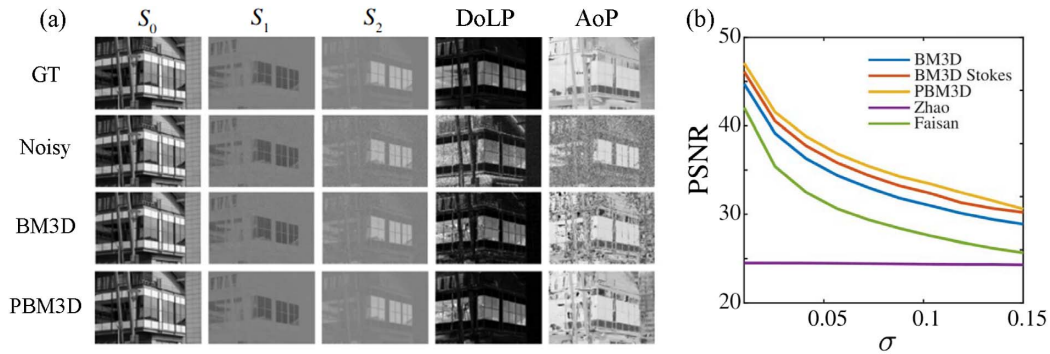 (a)
S₀ S₁ S₂ DoLP AoP
GT
Noisy
BM3D
PBM3D
(b)
50
40
30
20
PSNR
BM3D
BM3D Stokes
PBM3D
Zhao
Faisan
0.05 0.1 0.15
σ